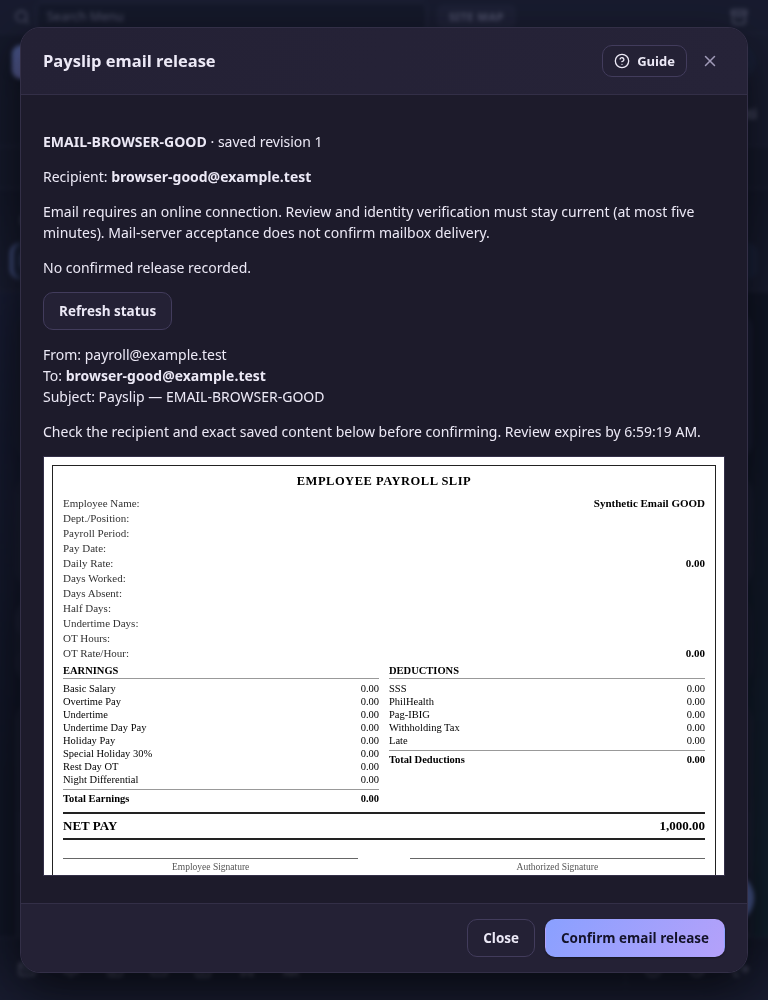 Search Menu
SITE MAP
Payslip email release
Guide
EMAIL-BROWSER-GOOD · saved revision 1
Recipient: browser-good@example.test
Email requires an online connection. Review and identity verification must stay current (at most five
minutes). Mail-server acceptance does not confirm mailbox delivery.
No confirmed release recorded.
Refresh status
From: payroll@example.test
To: browser-good@example.test
Subject: Payslip — EMAIL-BROWSER-GOOD
Check the recipient and exact saved content below before confirming. Review expires by 6:59:19 AM.
EMPLOYEE PAYROLL SLIP
Employee Name: Synthetic Email GOOD
Dept./Position:
Payroll Period:
Pay Date:
Daily Rate: 0.00
Days Worked:
Days Absent:
Half Days:
Undertime Days:
OT Hours:
OT Rate/Hour: 0.00
EARNINGS
Basic Salary 0.00
Overtime Pay 0.00
Undertime 0.00
Undertime Day Pay 0.00
Holiday Pay 0.00
Special Holiday 30% 0.00
Rest Day OT 0.00
Night Differential 0.00
Total Earnings 0.00
DEDUCTIONS
SSS 0.00
PhilHealth 0.00
Pag-IBIG 0.00
Withholding Tax 0.00
Late 0.00
Total Deductions 0.00
NET PAY 1,000.00
Employee Signature
Authorized Signature
Close
Confirm email release